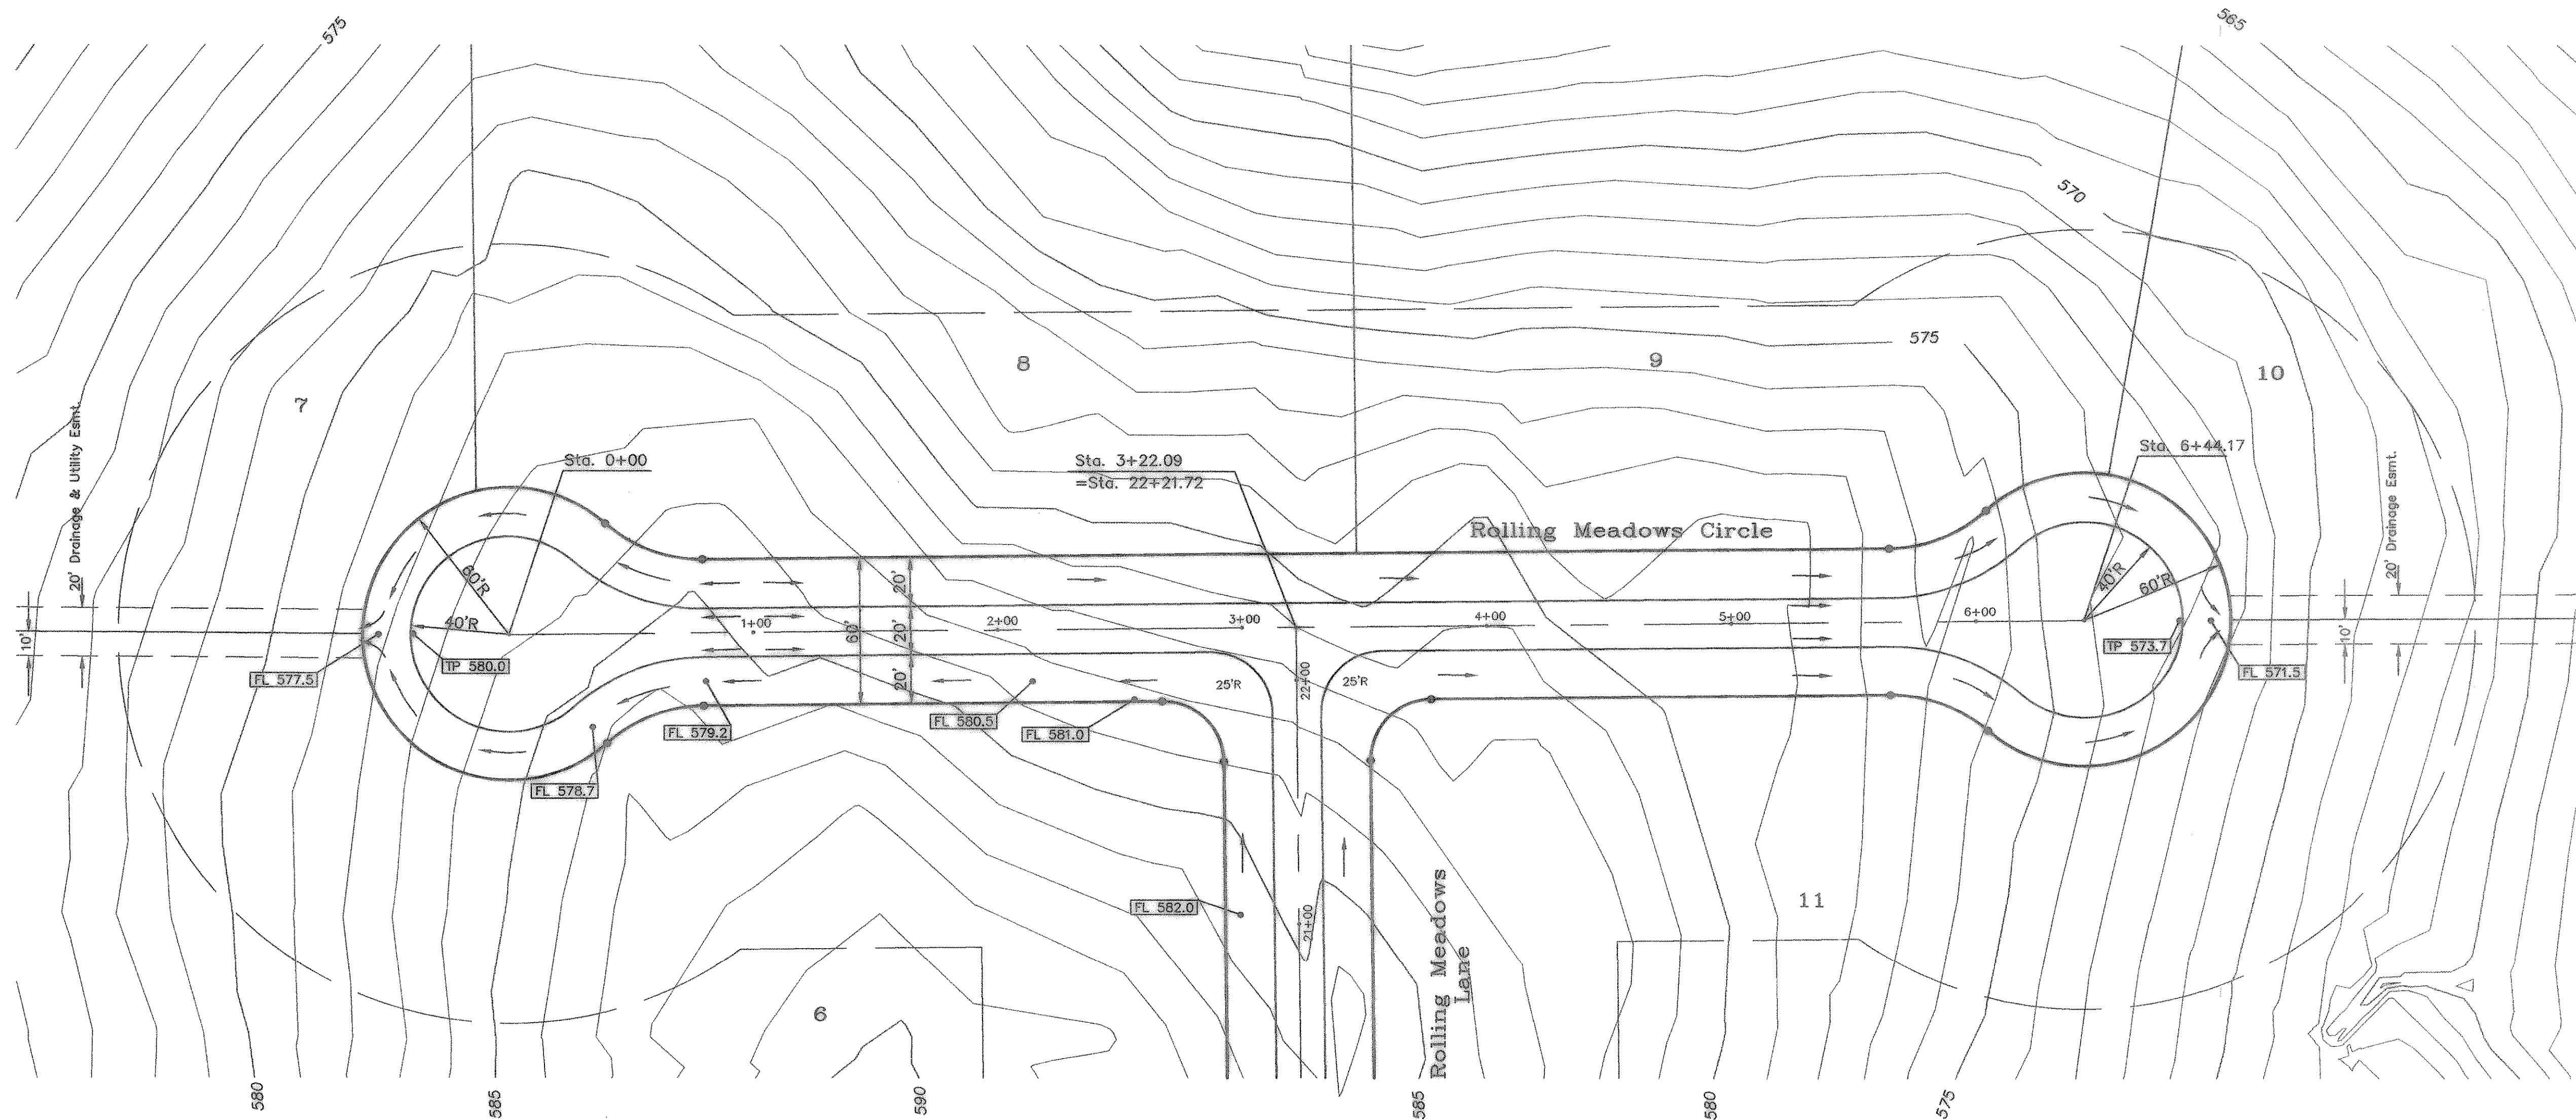 575
565
570
575
8
9
10
7
20' Drainage & Utility Esmt.
Sta. 0+00
Sta. 3+22.09
=Sta. 22+21.72
Sta. 6+44.17
20' Drainage Esmt.
Rolling Meadows Circle
60'R
40'R
40'R
60'R
20'
60'
20'
20'
1+00
2+00
3+00
4+00
5+00
6+00
10'
10'
TP 580.0
TP 573.7
FL 577.5
FL 571.5
25'R
22+00
25'R
FL 579.2
FL 580.5
FL 581.0
FL 578.7
FL 582.0
21+00
11
Rolling Meadows
Lane
6
580
585
590
585
580
575